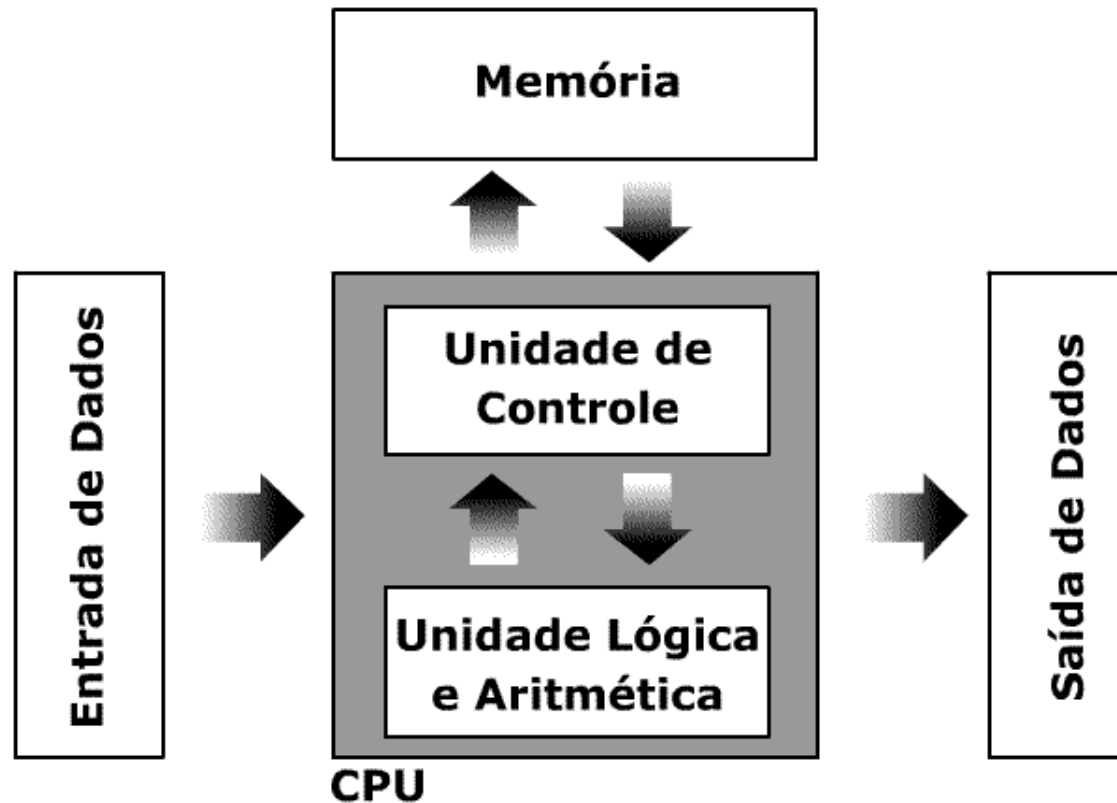 Memória
Entrada de Dados
Unidade de
Controle
Unidade Lógica
e Aritmética
CPU
Saída de Dados